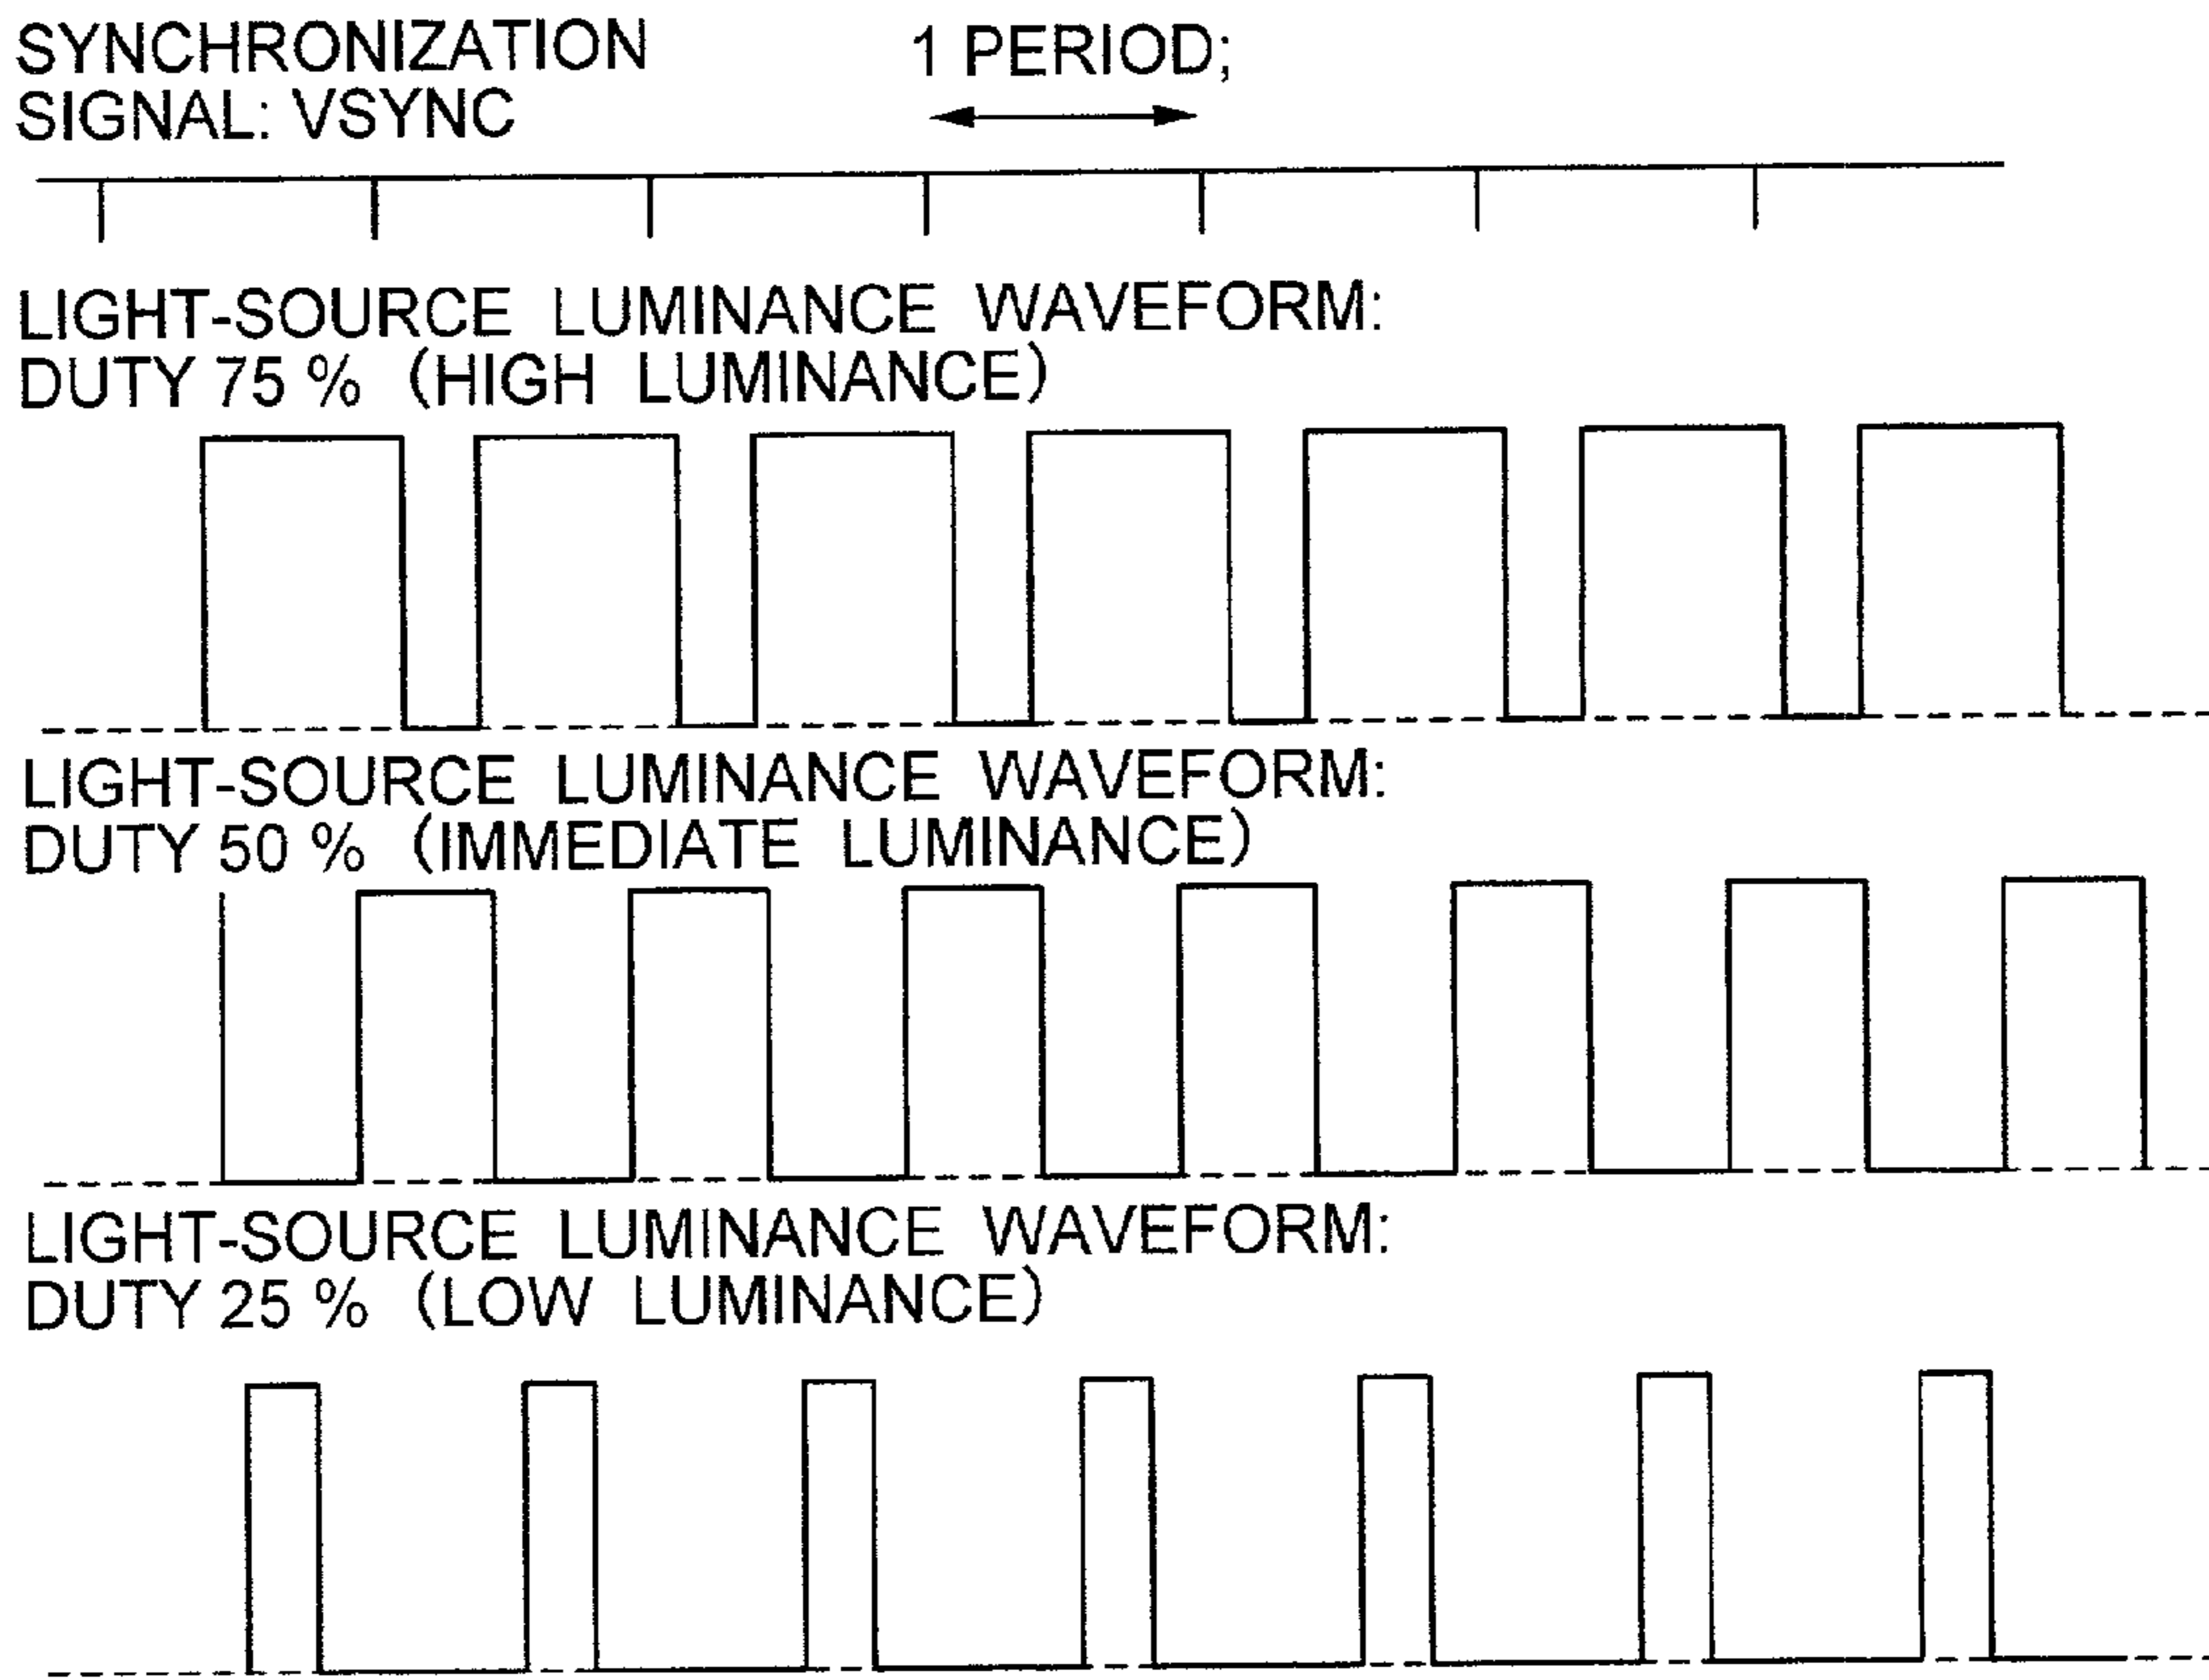 SYNCHRONIZATION
SIGNAL: VSYNC
1 PERIOD;
LIGHT-SOURCE LUMINANCE WAVEFORM:
DUTY 75 % (HIGH LUMINANCE)
LIGHT-SOURCE LUMINANCE WAVEFORM:
DUTY 50 % (IMMEDIATE LUMINANCE)
LIGHT-SOURCE LUMINANCE WAVEFORM:
DUTY 25 % (LOW LUMINANCE)